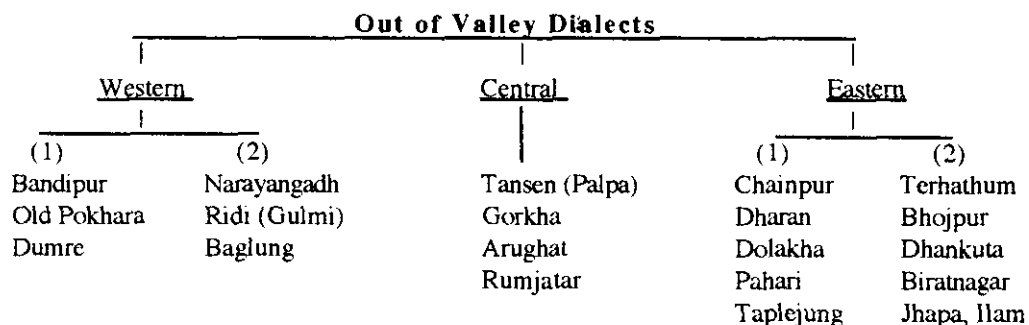 Out of Valley Dialects
Western Central Eastern
(1) (2) (1) (2)
Bandipur Narayangadh Tansen (Palpa) Chainpur Terhathum
Old Pokhara Ridi (Gulmi) Gorkha Dharan Bhojpur
Dumre Baglung Arughat Dolakha Dhankuta
Rumjatar Pahari Biratnagar
Taplejung Jhapa, Ilam